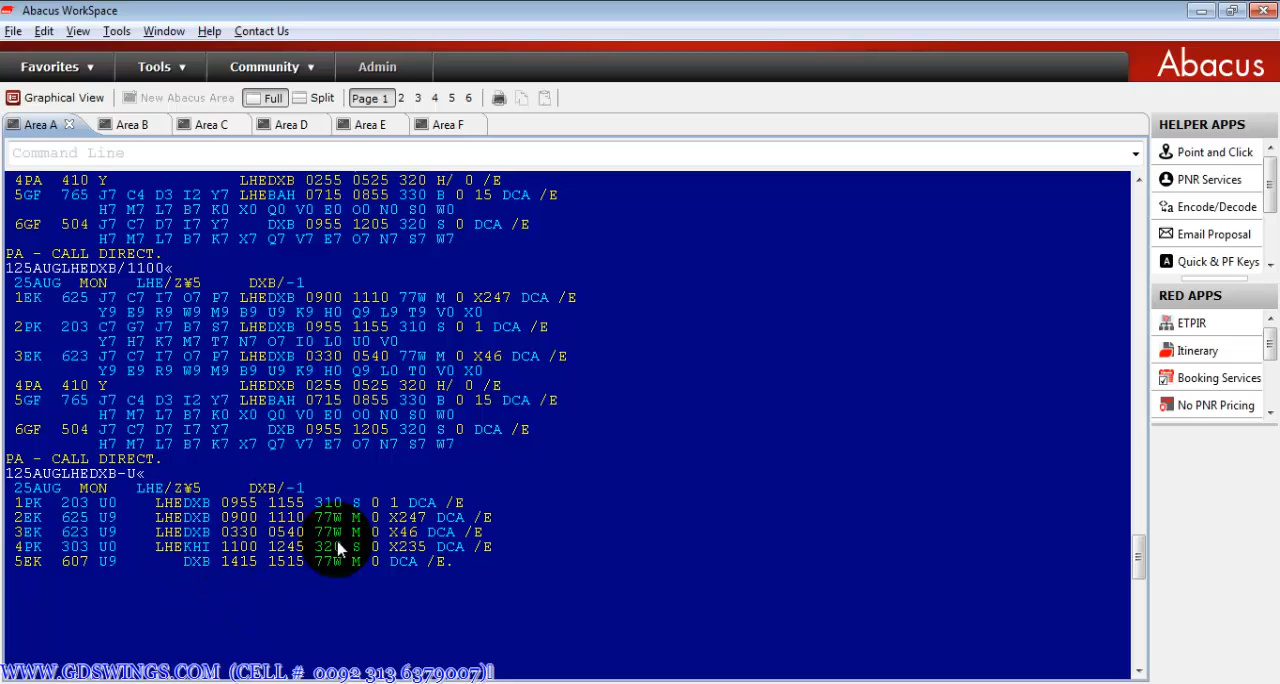 Abacus WorkSpace
File Edit View Tools Window Help Contact Us
Favorites Tools Community Admin
Abacus
Graphical View New Abacus Area Full Split Page 1 2 3 4 5 6
Area A Area B Area C Area D Area E Area F
Command Line
4PA 410 Y LHEDXB 0255 0525 320 H/ 0 /E
5GF 765 J7 C4 D3 I2 Y7 LHEBAH 0715 0855 330 B 0 15 DCA /E
H7 M7 L7 B7 K0 X0 Q0 V0 E0 O0 N0 S0 W0
6GF 504 J7 C7 D7 I7 Y7 DXB 0955 1205 320 S 0 DCA /E
H7 M7 L7 B7 K7 X7 Q7 V7 E7 O7 N7 S7 W7
PA - CALL DIRECT.
125AUGLHEDXB/1100«
25AUG MON LHE/Z¥5 DXB/-1
1EK 625 J7 C7 I7 O7 P7 LHEDXB 0900 1110 77W M 0 X247 DCA /E
Y9 E9 R9 W9 M9 B9 U9 K9 H0 Q9 L9 T9 V0 X0
2PK 203 C7 G7 J7 B7 S7 LHEDXB 0955 1155 310 S 0 1 DCA /E
Y7 H7 K7 M7 T7 N7 O7 I0 L0 U0 V0
3EK 623 J7 C7 I7 O7 P7 LHEDXB 0330 0540 77W M 0 X46 DCA /E
Y9 E9 R9 W9 M9 B9 U9 K9 H0 Q9 L0 T0 V0 X0
4PA 410 Y LHEDXB 0255 0525 320 H/ 0 /E
5GF 765 J7 C4 D3 I2 Y7 LHEBAH 0715 0855 330 B 0 15 DCA /E
H7 M7 L7 B7 K0 X0 Q0 V0 E0 O0 N0 S0 W0
6GF 504 J7 C7 D7 I7 Y7 DXB 0955 1205 320 S 0 DCA /E
H7 M7 L7 B7 K7 X7 Q7 V7 E7 O7 N7 S7 W7
PA - CALL DIRECT.
125AUGLHEDXB-U«
25AUG MON LHE/Z¥5 DXB/-1
1PK 203 U0 LHEDXB 0955 1155 310 S 0 1 DCA /E
2EK 625 U9 LHEDXB 0900 1110 77W M 0 X247 DCA /E
3EK 623 U9 LHEDXB 0330 0540 77W M 0 X46 DCA /E
4PK 303 U0 LHEKHI 1100 1245 320 S 0 X235 DCA /E
5EK 607 U9 DXB 1415 1515 77W M 0 DCA /E.
HELPER APPS
Point and Click
PNR Services
Encode/Decode
Email Proposal
Quick & PF Keys
RED APPS
ETPIR
Itinerary
Booking Services
No PNR Pricing
WWW.GDSWINGS.COM (CELL # 0092 313 6379007)